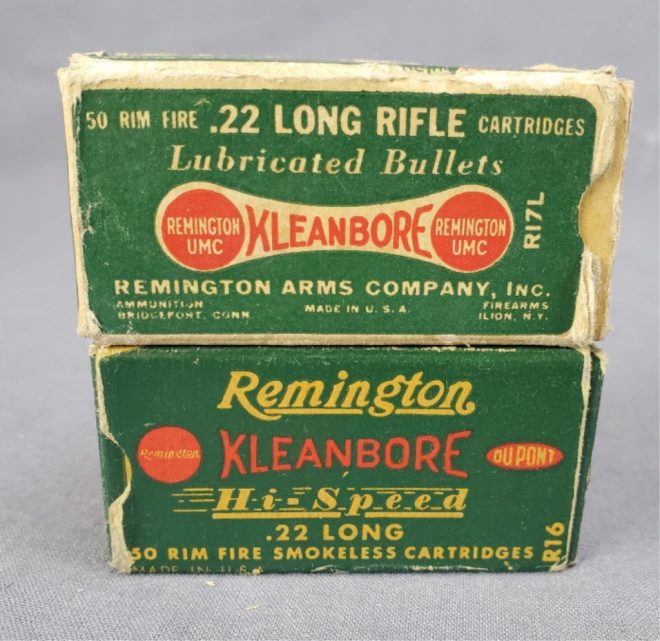 50 RIM FIRE .22 LONG RIFLE CARTRIDGES
Lubricated Bullets
REMINGTON UMC KLEANBORE REMINGTON UMC
R17L
REMINGTON ARMS COMPANY, INC.
AMMUNITION MADE IN U.S.A. FIREARMS
BRIDGEPORT, CONN. ILION, N.Y.
Remington
Remington KLEANBORE DU PONT
Hi-Speed
.22 LONG
50 RIM FIRE SMOKELESS CARTRIDGES
R16
MADE IN U.S.A.